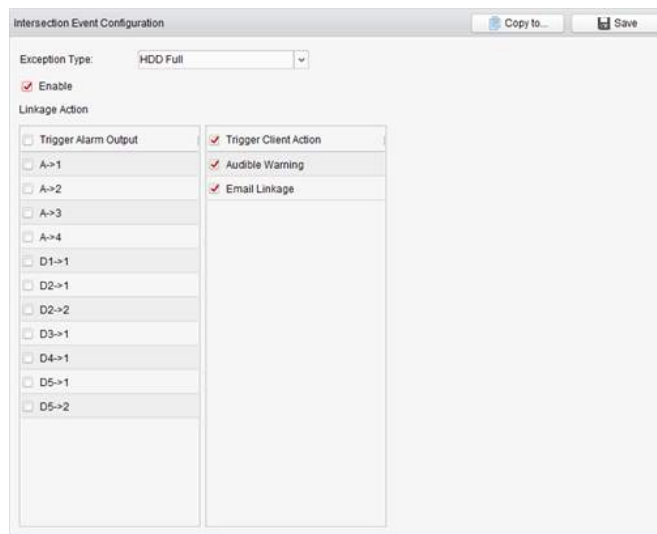 Intersection Event Configuration
Copy to...
Save
Exception Type:
HDD Full
Enable
Linkage Action
Trigger Alarm Output
A->1
A->2
A->3
A->4
D1->1
D2->1
D2->2
D3->1
D4->1
D5->1
D5->2
Trigger Client Action
Audible Warning
Email Linkage